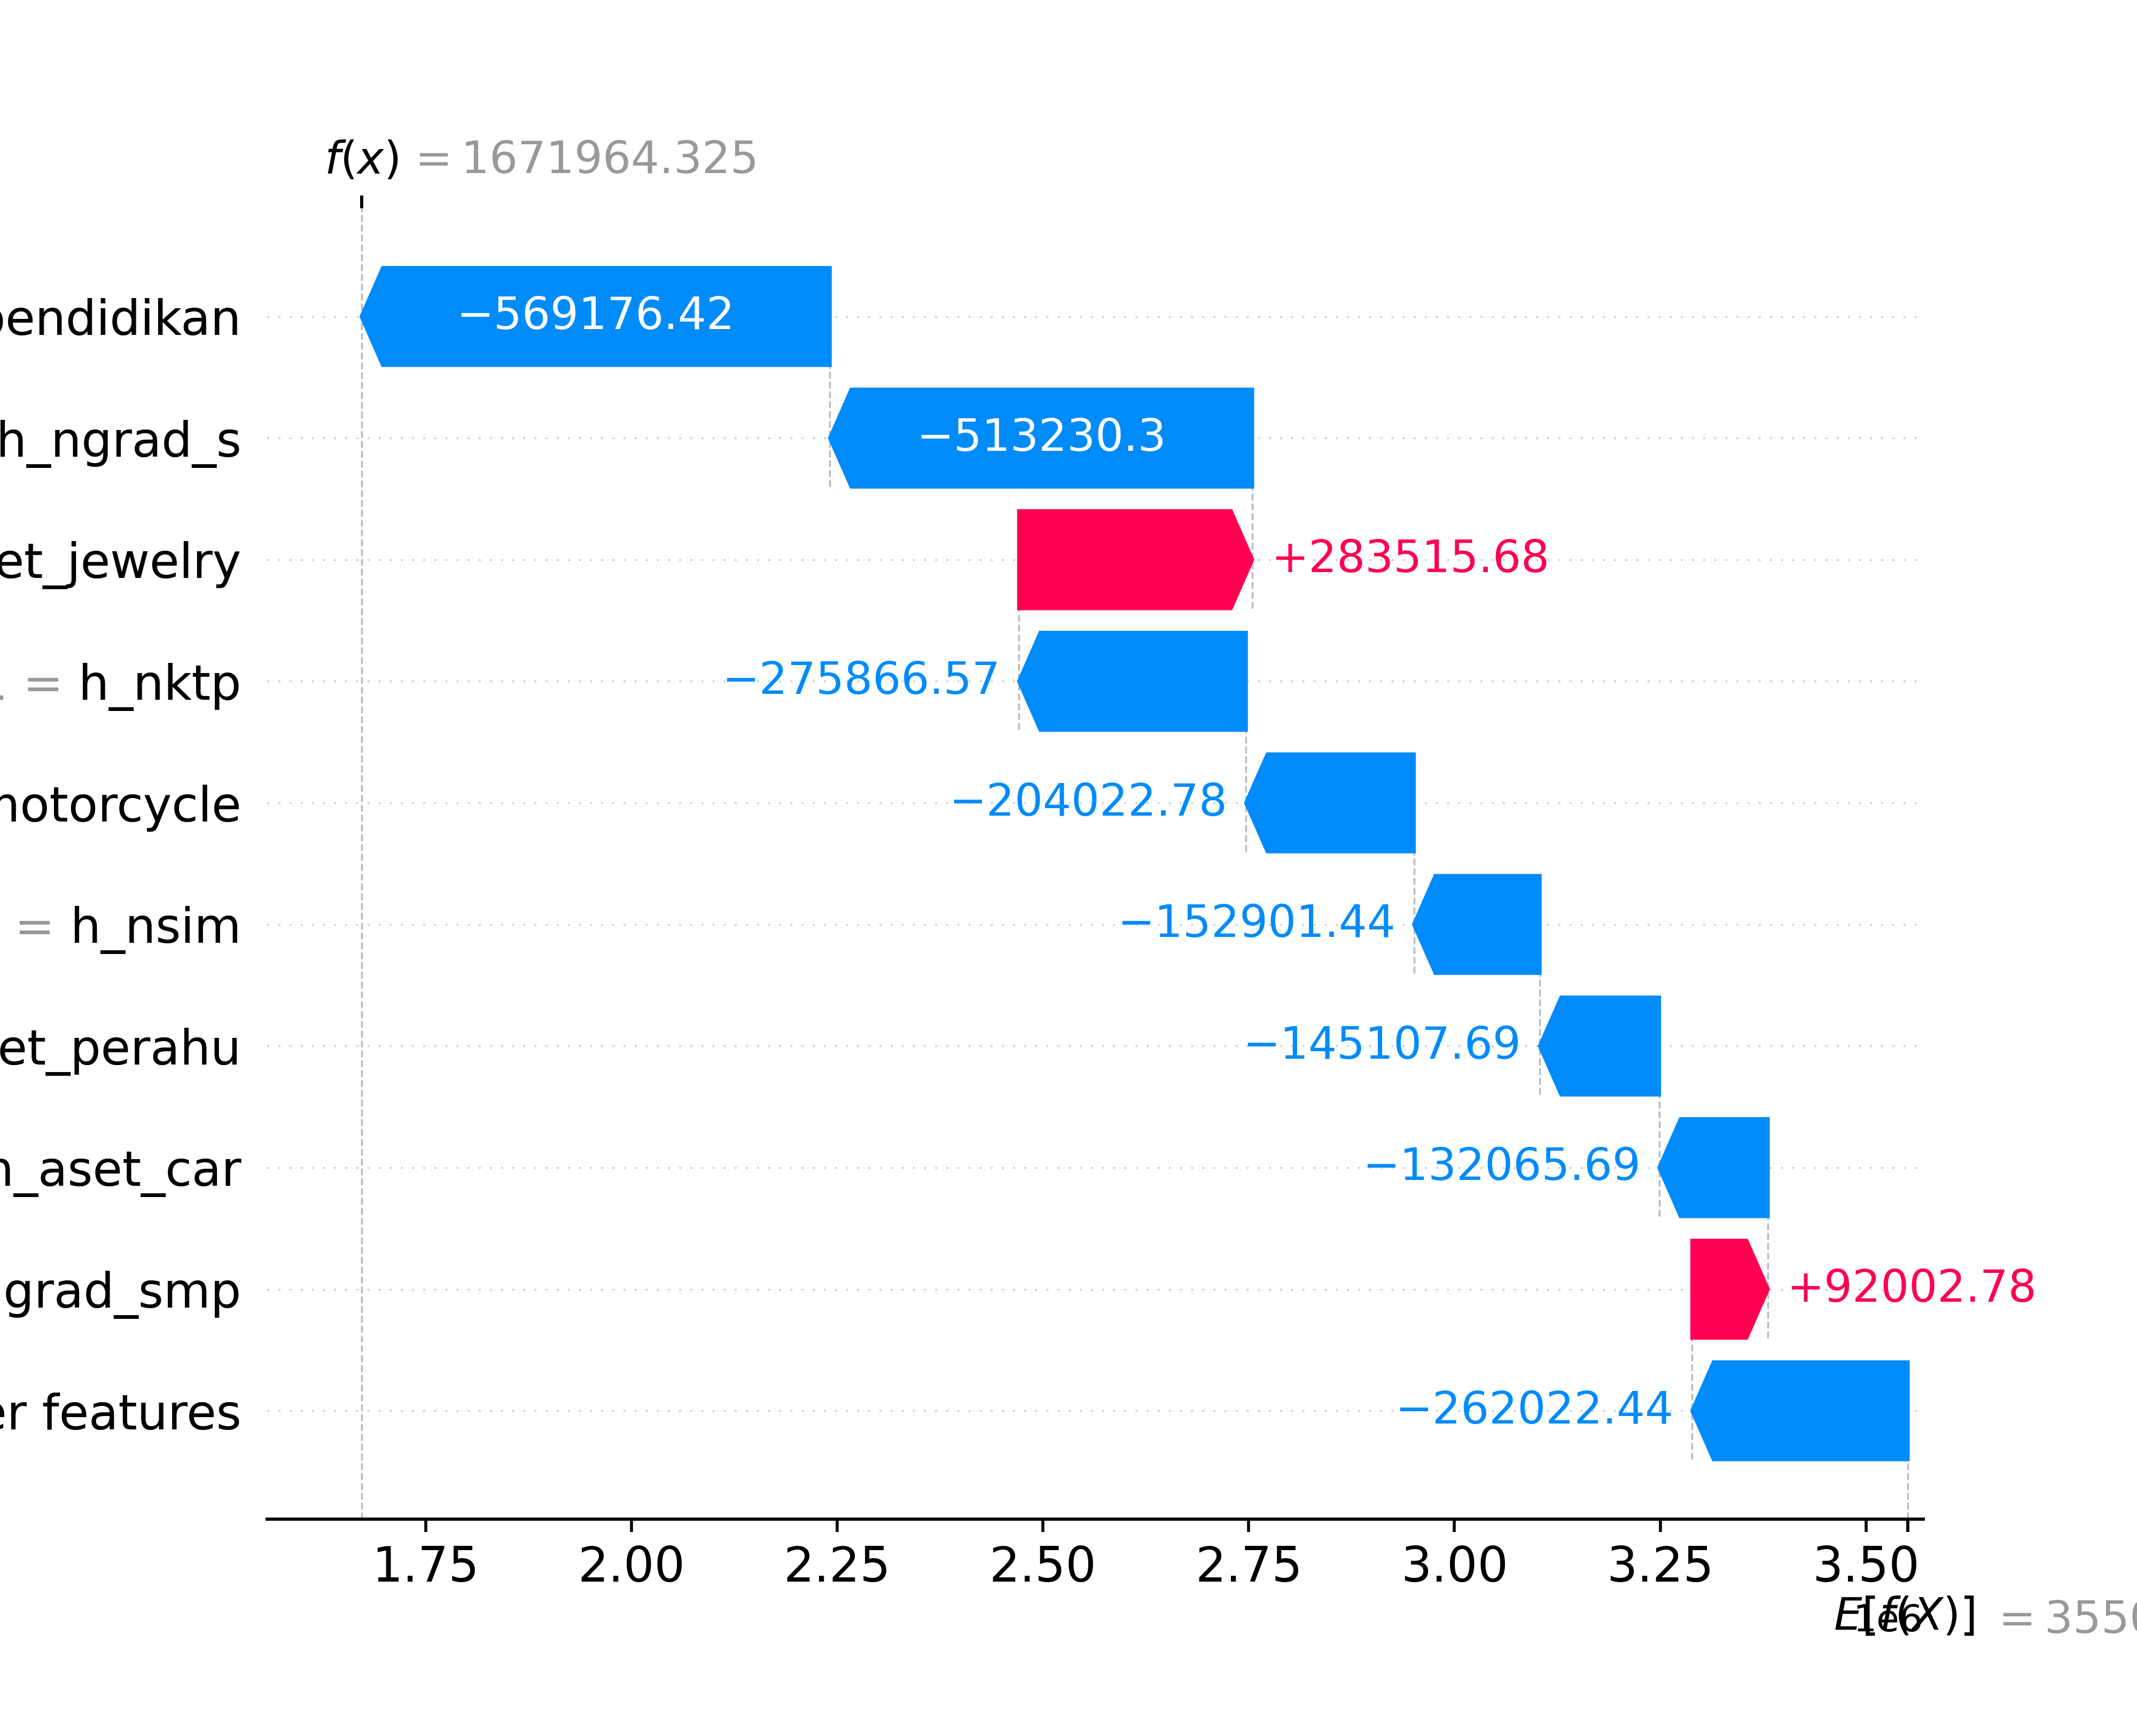 f(x) = 1671964.325
pendidikan −569176.42
h_ngrad_s −513230.3
et_jewelry +283515.68
= h_nktp −275866.57
motorcycle −204022.78
= h_nsim −152901.44
et_perahu −145107.69
_aset_car −132065.69
grad_smp +92002.78
er features −262022.44
1.75 2.00 2.25 2.50 2.75 3.00 3.25 3.50
1e6
E[f(X)] = 3550